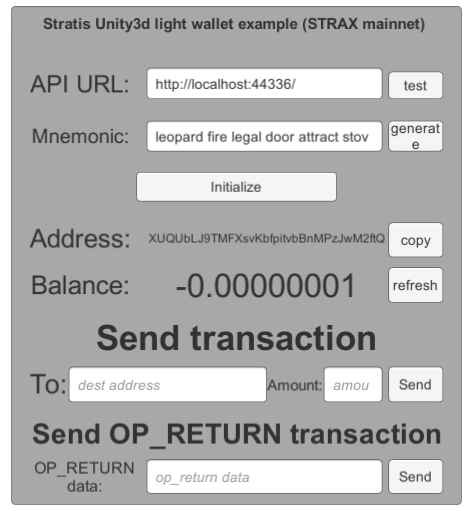 Stratis Unity3d light wallet example (STRAX mainnet)
API URL: http://localhost:44336/ test
Mnemonic: leopard fire legal door attract stov generat
e
Initialize
Address: XUQUbLJ9TMFXsvKbfpitvbBnMPzJwM2ftQ copy
Balance: -0.00000001 refresh
Send transaction
To: dest address Amount: amou Send
Send OP_RETURN transaction
OP_RETURN
data: op_return data Send